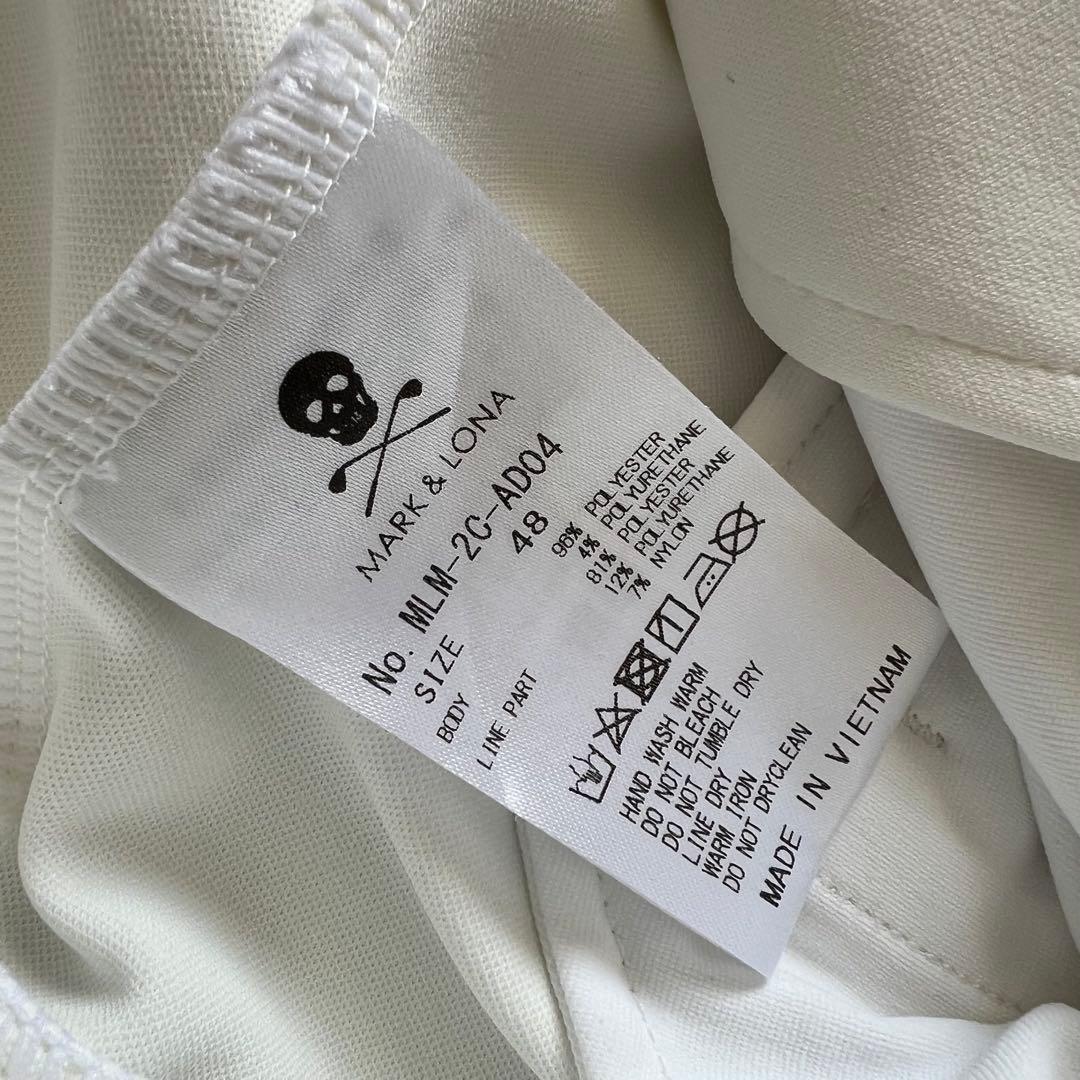 MARK & LONA
No. MLM-2C-AD04
SIZE 48
BODY 96% POLYESTER
4% POLYURETHANE
LINE PART 81% POLYESTER
12% POLYURETHANE
7% NYLON
HAND WASH WARM
DO NOT BLEACH
DO NOT TUMBLE DRY
LINE DRY
WARM IRON
DO NOT DRYCLEAN
MADE IN VIETNAM